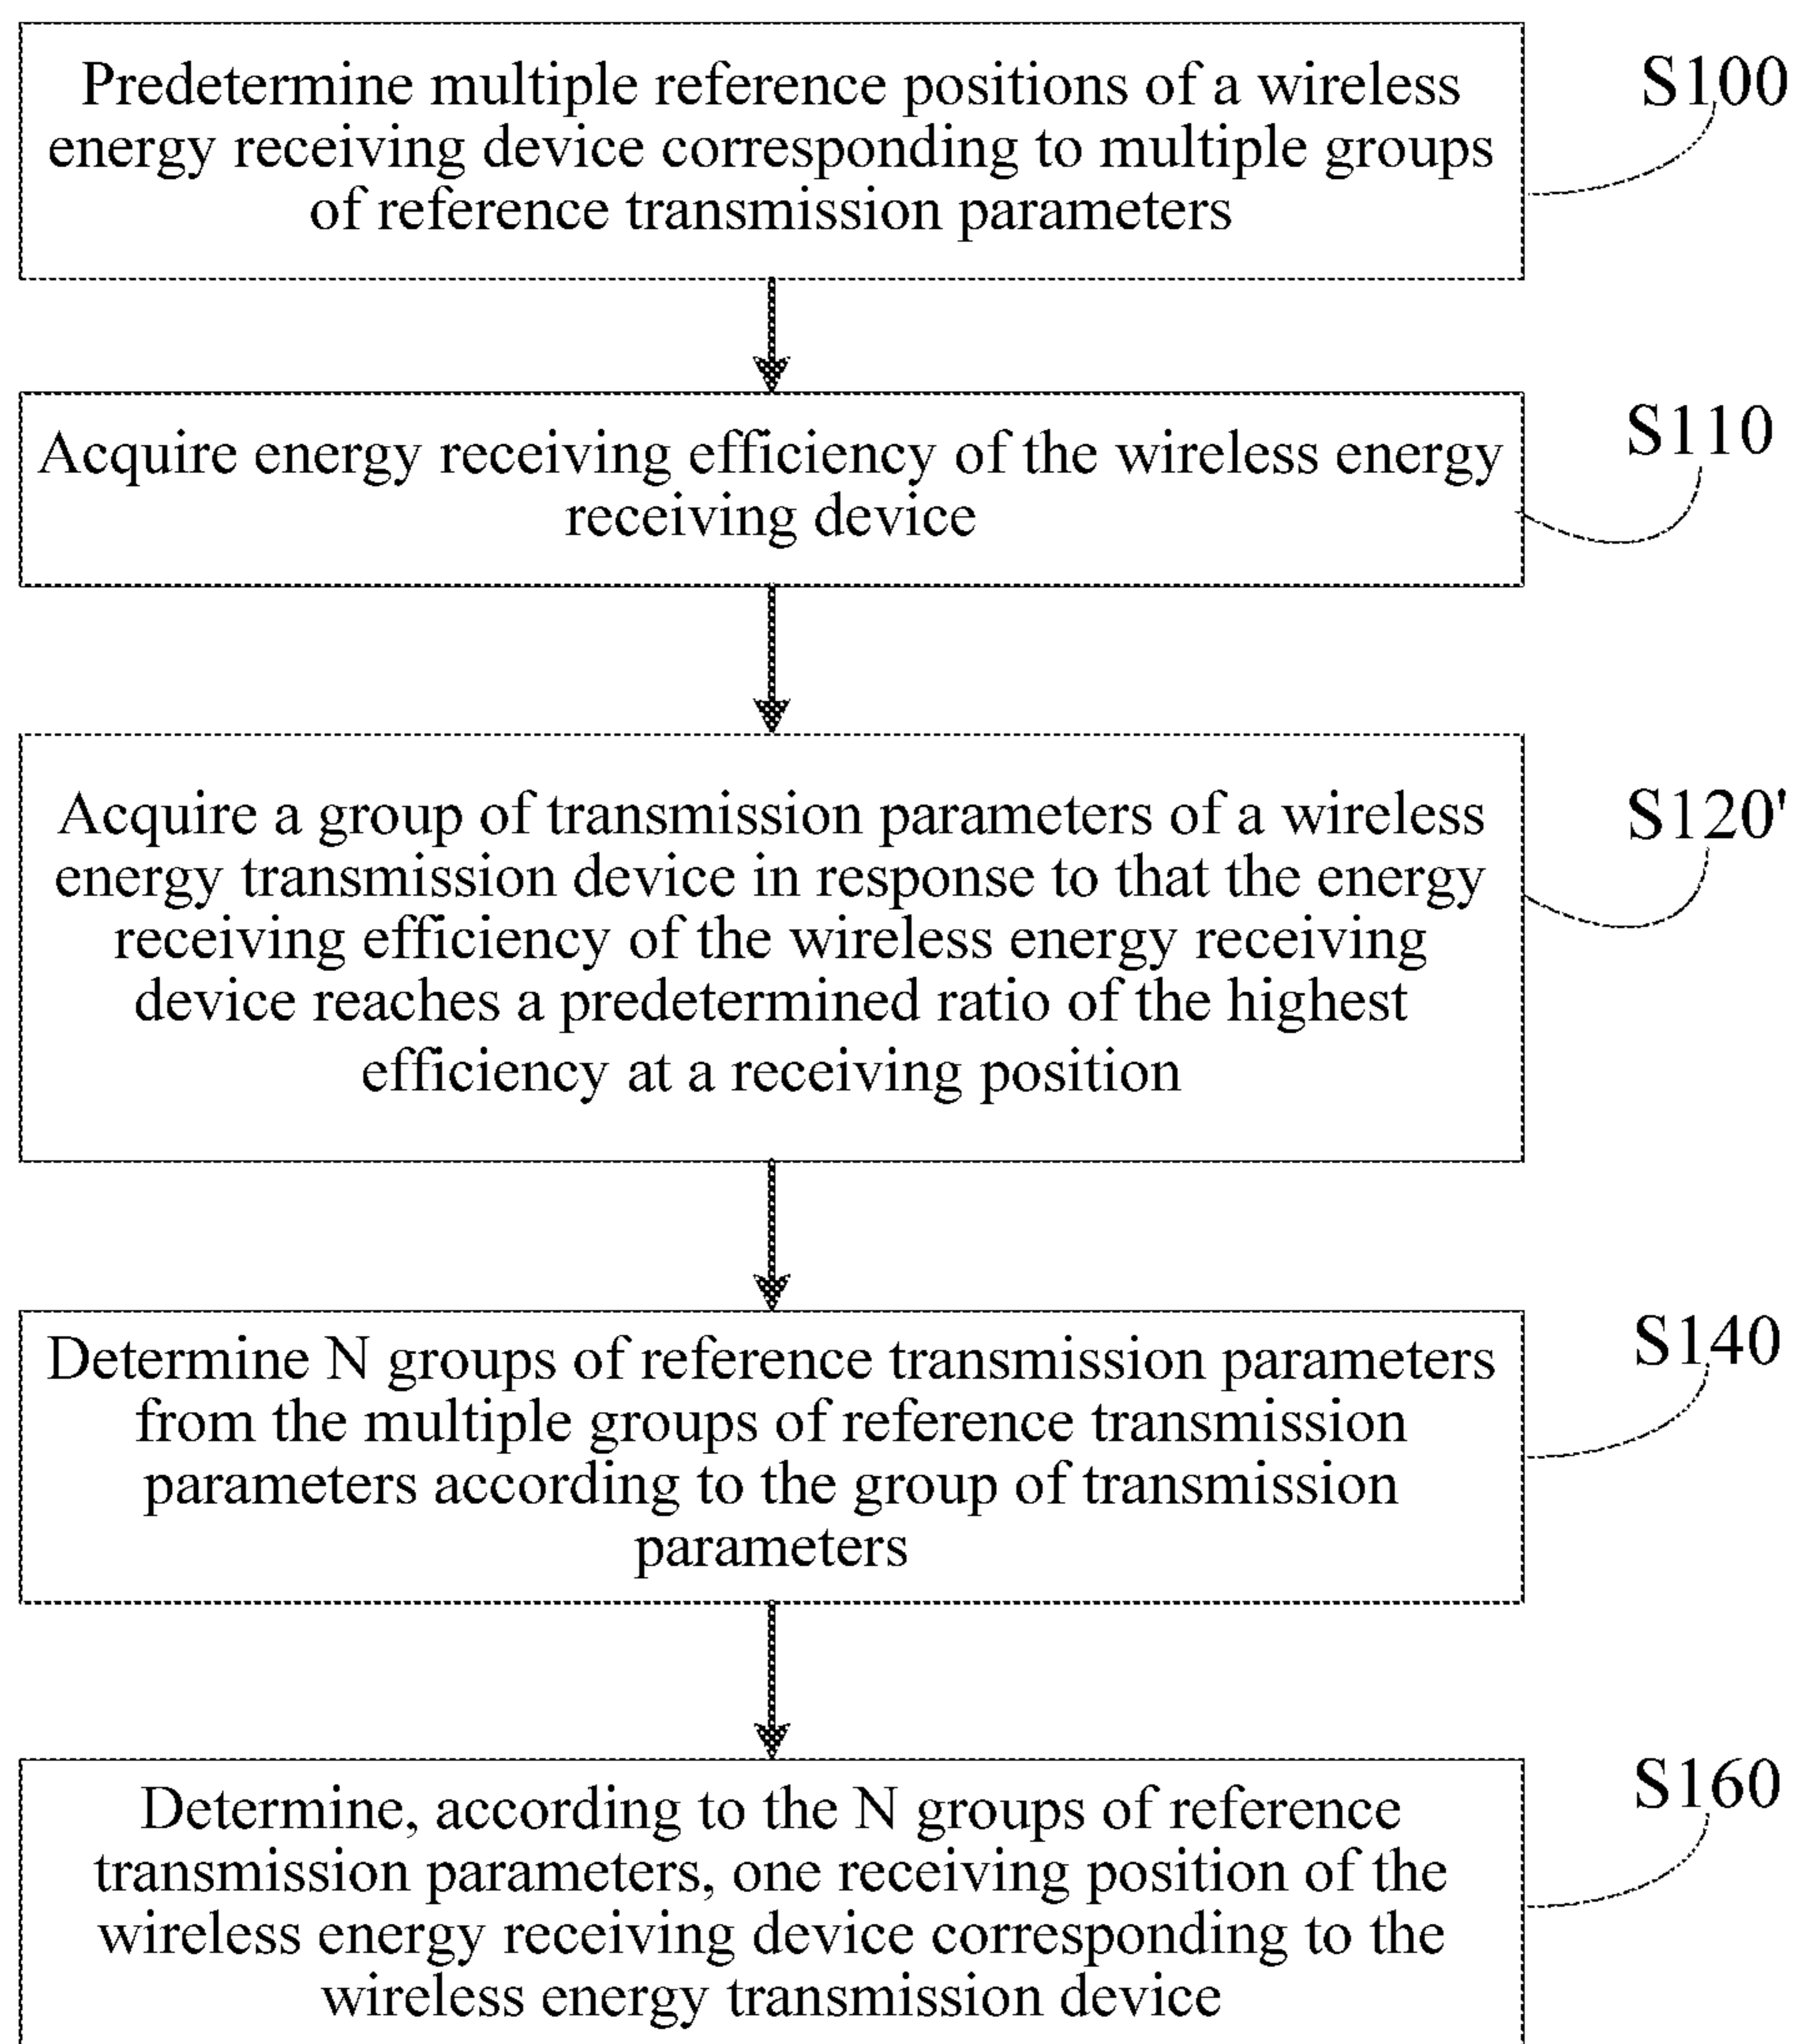 Predetermine multiple reference positions of a wireless
energy receiving device corresponding to multiple groups
of reference transmission parameters
S100
Acquire energy receiving efficiency of the wireless energy
receiving device
S110
Acquire a group of transmission parameters of a wireless
energy transmission device in response to that the energy
receiving efficiency of the wireless energy receiving
device reaches a predetermined ratio of the highest
efficiency at a receiving position
S120'
Determine N groups of reference transmission parameters
from the multiple groups of reference transmission
parameters according to the group of transmission
parameters
S140
Determine, according to the N groups of reference
transmission parameters, one receiving position of the
wireless energy receiving device corresponding to the
wireless energy transmission device
S160